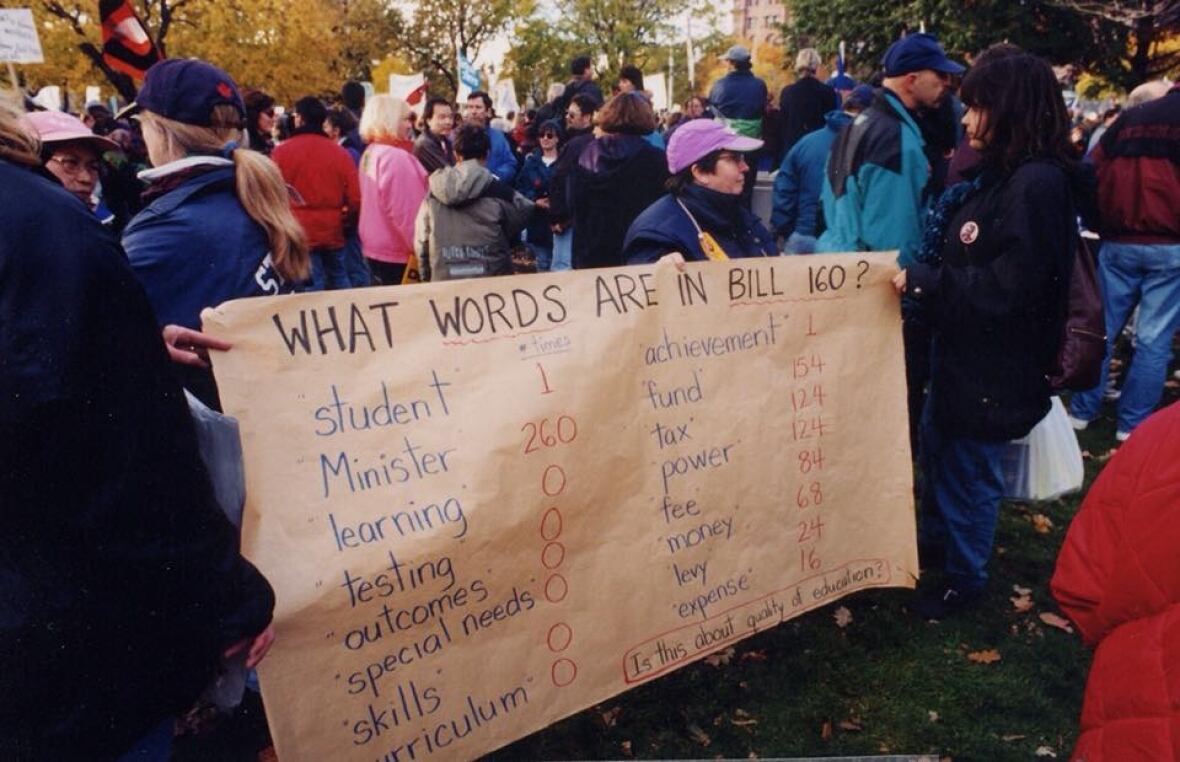 WHAT WORDS ARE IN BILL 160?
# times
"student" 1
"Minister" 260
"learning" 0
"testing" 0
"outcomes" 0
"special needs" 0
"skills" 0
urriculum" 0
"achievement" 1
"fund" 154
"tax" 124
"power" 124
"fee" 84
"money" 68
"levy" 24
"expense" 16
Is this about quality of education?